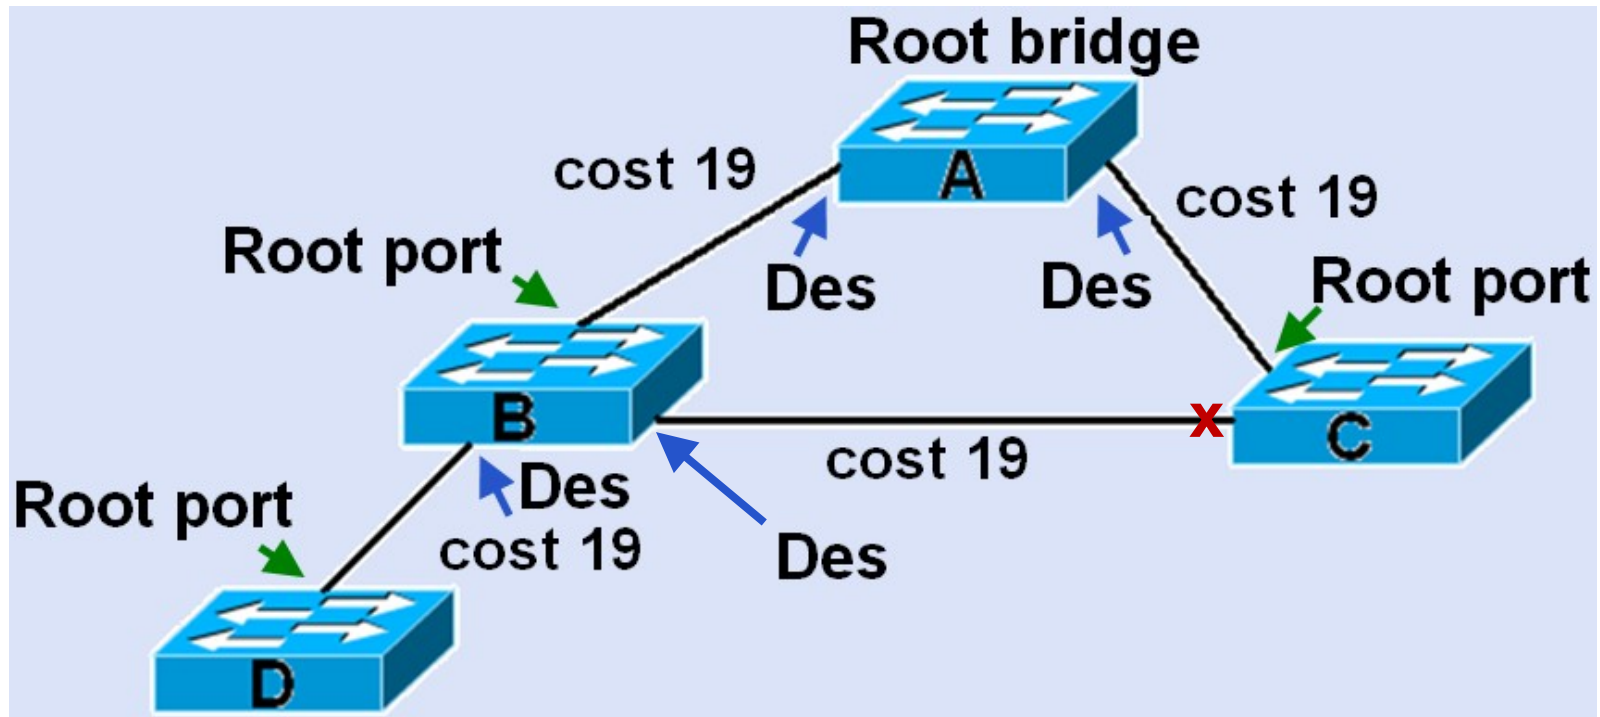 Root bridge
A
cost 19
cost 19
Root port
Des
Des
Root port
B
x
C
cost 19
Root port
Des
cost 19
Des
D